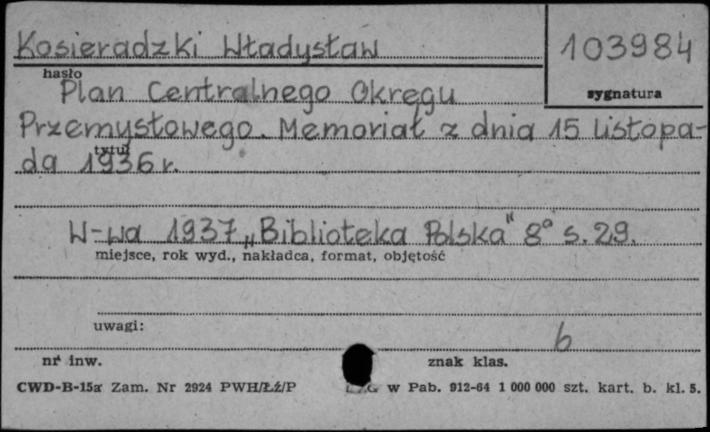 Kosieradzki Władysław
103984
hasło
sygnatura
Plan Centralnego Okręgu
Przemysłowego. Memoriał z dnia 15 listopa-
tytuł
da 1936 r.
W-wa 1937 „Biblioteka Polska" 8° s. 29.
miejsce, rok wyd., nakładca, format, objętość
uwagi:
b
nr inw.
znak klas.
CWD-B-15a Zam. Nr 2924 PWH/Łź/P
w Pab. 912-64 1 000 000 szt. kart. b. kl. 5.